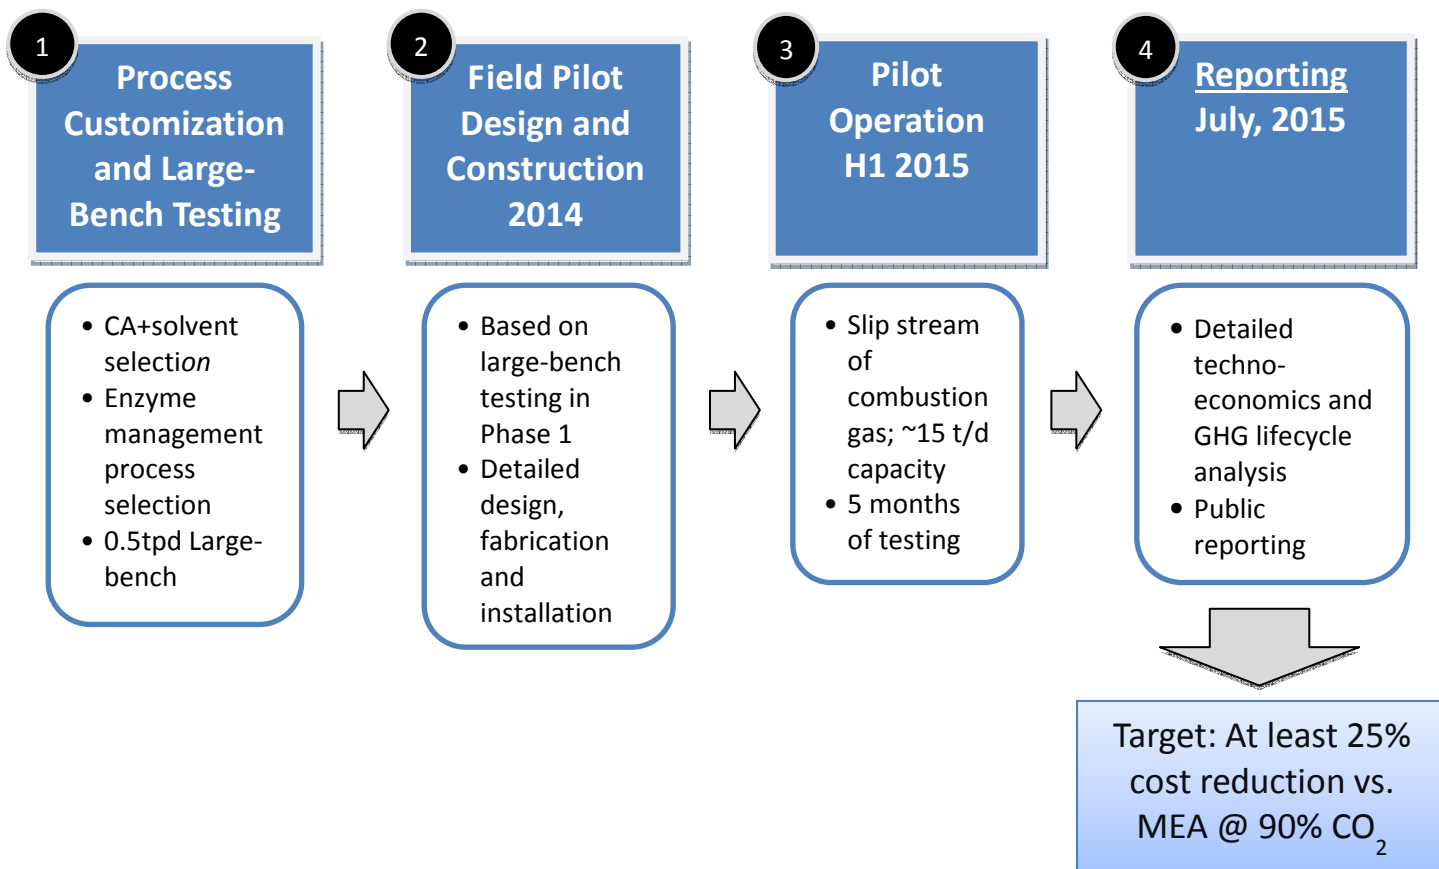 1
Process
Customization
and Large-
Bench Testing
• CA+solvent
selection
• Enzyme
management
process
selection
• 0.5tpd Large-
bench
2
Field Pilot
Design and
Construction
2014
• Based on
large-bench
testing in
Phase 1
• Detailed
design,
fabrication
and
installation
3
Pilot
Operation
H1 2015
• Slip stream
of
combustion
gas; ~15 t/d
capacity
• 5 months
of testing
4
Reporting
July, 2015
• Detailed
techno-
economics and
GHG lifecycle
analysis
• Public
reporting
Target: At least 25%
cost reduction vs.
MEA @ 90% CO2